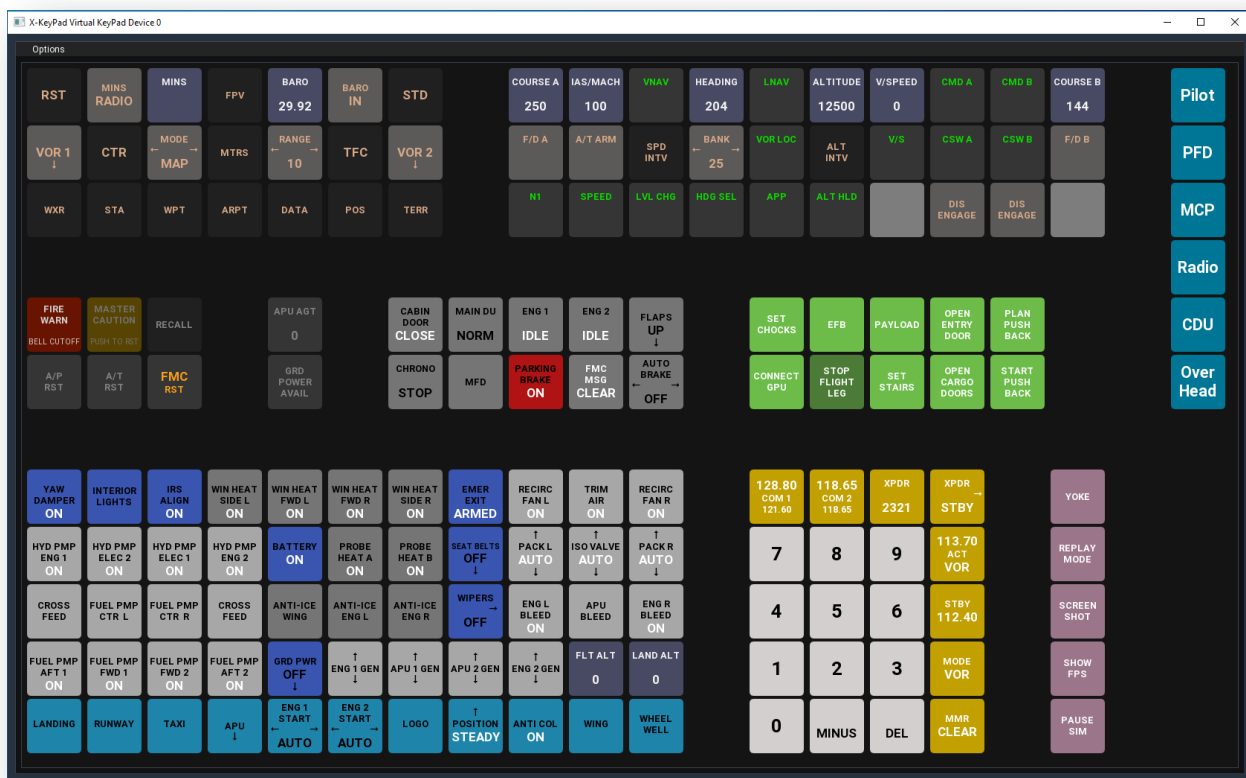 X-KeyPad Virtual KeyPad Device 0
Options
RST
MINS
RADIO
MINS
FPV
BARO
29.92
BARO
IN
STD
COURSE A
250
IAS/MACH
100
VNAV
HEADING
204
LNAV
ALTITUDE
12500
V/SPEED
0
CMD A
CMD B
COURSE B
144
Pilot
VOR 1
↓
CTR
MODE
← →
MAP
MTRS
RANGE
← →
10
TFC
VOR 2
↓
F/D A
A/T ARM
SPD
INTV
BANK
← →
25
VOR LOC
ALT
INTV
V/S
CSW A
CSW B
F/D B
PFD
WXR
STA
WPT
ARPT
DATA
POS
TERR
N1
SPEED
LVL CHG
HDG SEL
APP
ALT HLD
DIS
ENGAGE
DIS
ENGAGE
MCP
Radio
FIRE
WARN
BELL CUTOFF
MASTER
CAUTION
PUSH TO RST
RECALL
APU AGT
0
CABIN
DOOR
CLOSE
MAIN DU
NORM
ENG 1
IDLE
ENG 2
IDLE
FLAPS
UP
↓
SET
CHOCKS
EFB
PAYLOAD
OPEN
ENTRY
DOOR
PLAN
PUSH
BACK
CDU
A/P
RST
A/T
RST
FMC
RST
GRD
POWER
AVAIL
CHRONO
STOP
MFD
PARKING
BRAKE
ON
FMC
MSG
CLEAR
AUTO
BRAKE
← →
OFF
CONNECT
GPU
STOP
FLIGHT
LEG
SET
STAIRS
OPEN
CARGO
DOORS
START
PUSH
BACK
Over
Head
YAW
DAMPER
ON
INTERIOR
LIGHTS
IRS
ALIGN
ON
WIN HEAT
SIDE L
ON
WIN HEAT
FWD L
ON
WIN HEAT
FWD R
ON
WIN HEAT
SIDE R
ON
EMER
EXIT
ARMED
RECIRC
FAN L
ON
TRIM
AIR
ON
RECIRC
FAN R
ON
128.80
COM 1
121.60
118.65
COM 2
118.65
XPDR
2321
XPDR
→
STBY
YOKE
HYD PMP
ENG 1
ON
HYD PMP
ELEC 2
ON
HYD PMP
ELEC 1
ON
HYD PMP
ENG 2
ON
BATTERY
ON
PROBE
HEAT A
ON
PROBE
HEAT B
ON
SEAT BELTS
OFF
↓
↑
PACK L
AUTO
↓
↑
ISO VALVE
AUTO
↓
↑
PACK R
AUTO
↓
7
8
9
113.70
ACT
VOR
REPLAY
MODE
CROSS
FEED
FUEL PMP
CTR L
FUEL PMP
CTR R
CROSS
FEED
ANTI-ICE
WING
ANTI-ICE
ENG L
ANTI-ICE
ENG R
WIPERS
→
OFF
ENG L
BLEED
ON
APU
BLEED
ENG R
BLEED
ON
4
5
6
STBY
112.40
SCREEN
SHOT
FUEL PMP
AFT 1
ON
FUEL PMP
FWD 1
ON
FUEL PMP
FWD 2
ON
FUEL PMP
AFT 2
ON
GRD PWR
OFF
↓
↑
ENG 1 GEN
↓
↑
APU 1 GEN
↓
↑
APU 2 GEN
↓
↑
ENG 2 GEN
↓
FLT ALT
0
LAND ALT
0
1
2
3
MODE
VOR
SHOW
FPS
LANDING
RUNWAY
TAXI
APU
↓
ENG 1
START
← →
AUTO
ENG 2
START
← →
AUTO
LOGO
↑
POSITION
STEADY
ANTI COL
ON
WING
WHEEL
WELL
0
MINUS
DEL
MMR
CLEAR
PAUSE
SIM